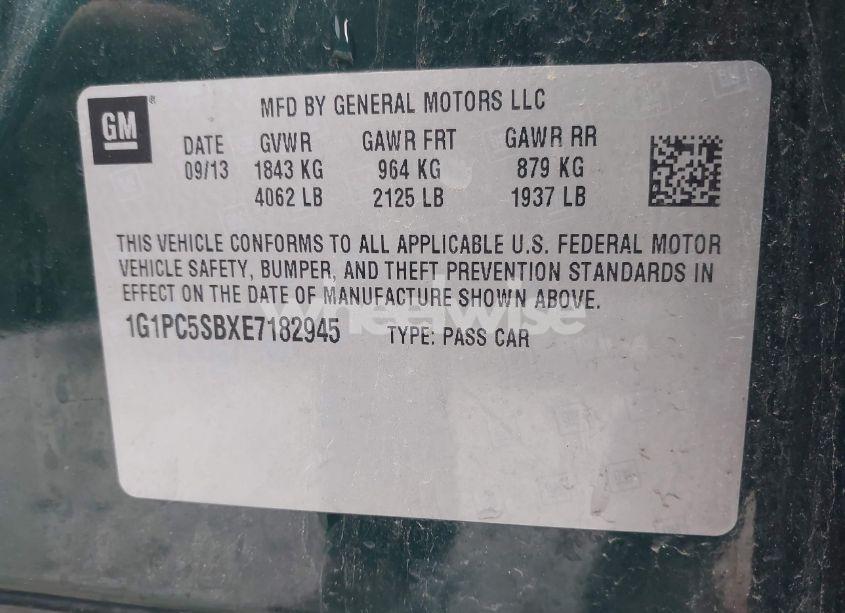 GM
MFD BY GENERAL MOTORS LLC
DATE GVWR GAWR FRT GAWR RR
09/13 1843 KG 964 KG 879 KG
4062 LB 2125 LB 1937 LB
THIS VEHICLE CONFORMS TO ALL APPLICABLE U.S. FEDERAL MOTOR
VEHICLE SAFETY, BUMPER, AND THEFT PREVENTION STANDARDS IN
EFFECT ON THE DATE OF MANUFACTURE SHOWN ABOVE.
wheelwise
1G1PC5SBXE7182945 TYPE: PASS CAR